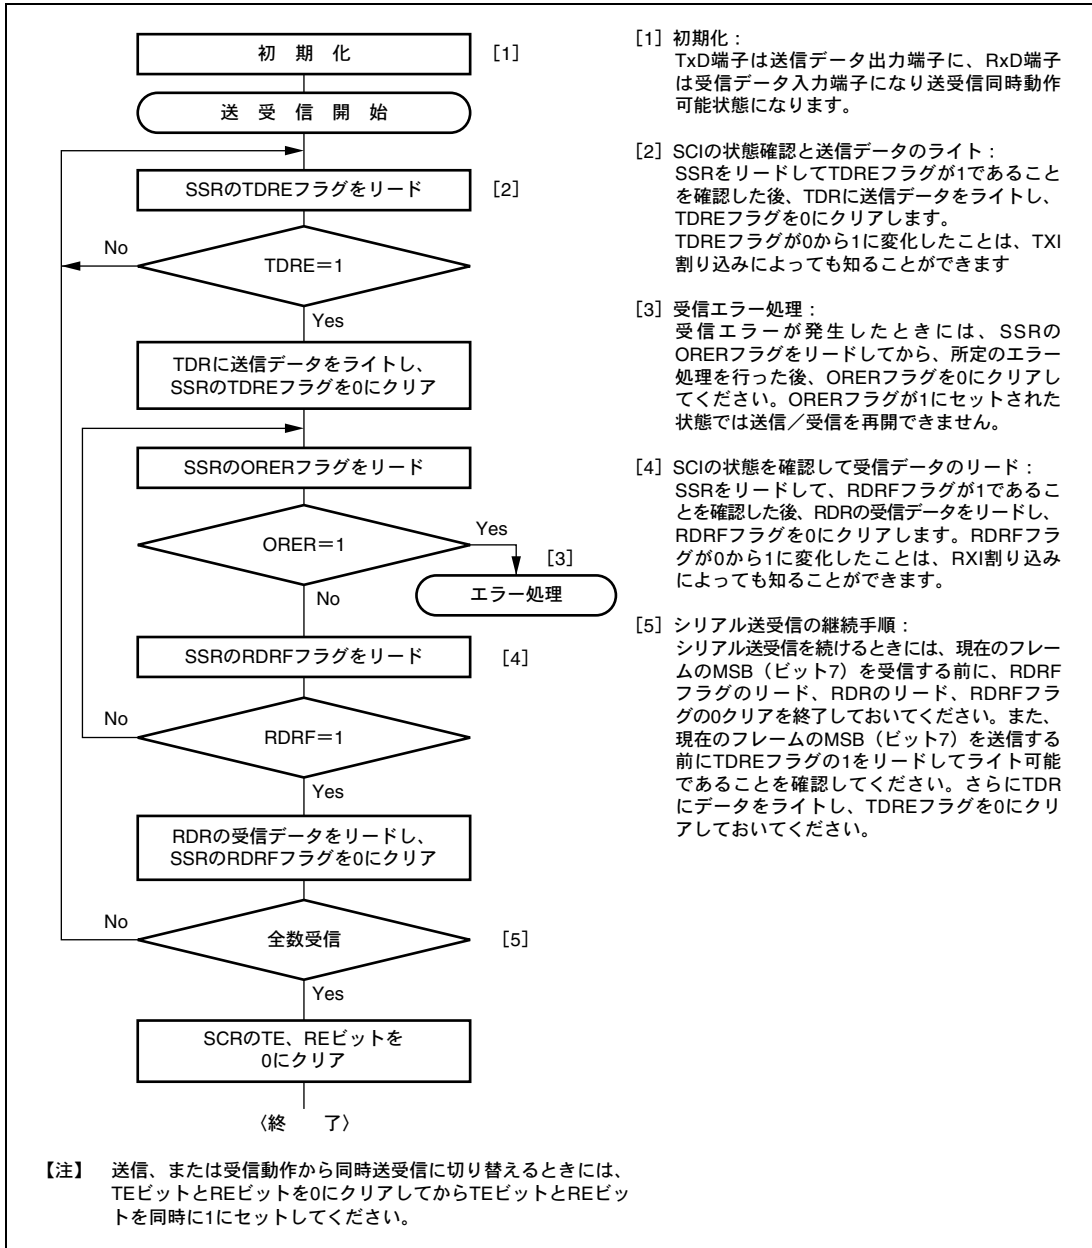 初　期　化
[1]
送　受　信　開　始
SSRのTDREフラグをリード
[2]
No
TDRE＝1
Yes
TDRに送信データをライトし、
SSRのTDREフラグを0にクリア
SSRのORERフラグをリード
Yes
ORER＝1
[3]
No
エラー処理
SSRのRDRFフラグをリード
[4]
No
RDRF＝1
Yes
RDRの受信データをリードし、
SSRのRDRFフラグを0にクリア
No
全数受信
[5]
Yes
SCRのTE、REビットを
0にクリア
〈終　　了〉
[1] 初期化：
TxD端子は送信データ出力端子に、RxD端子
は受信データ入力端子になり送受信同時動作
可能状態になります。
[2] SCIの状態確認と送信データのライト：
SSRをリードしてTDREフラグが1であること
を確認した後、TDRに送信データをライトし、
TDREフラグを0にクリアします。
TDREフラグが0から1に変化したことは、TXI
割り込みによっても知ることができます
[3] 受信エラー処理：
受信エラーが発生したときには、SSRの
ORERフラグをリードしてから、所定のエラー
処理を行った後、ORERフラグを0にクリアし
てください。ORERフラグが1にセットされた
状態では送信／受信を再開できません。
[4] SCIの状態を確認して受信データのリード：
SSRをリードして、RDRFフラグが1であるこ
とを確認した後、RDRの受信データをリードし、
RDRFフラグを0にクリアします。RDRFフラ
グが0から1に変化したことは、RXI割り込み
によっても知ることができます。
[5] シリアル送受信の継続手順：
シリアル送受信を続けるときには、現在のフレー
ムのMSB（ビット7）を受信する前に、RDRF
フラグのリード、RDRのリード、RDRFフラ
グの0クリアを終了しておいてください。また、
現在のフレームのMSB（ビット7）を送信する
前にTDREフラグの1をリードしてライト可能
であることを確認してください。さらにTDR
にデータをライトし、TDREフラグを0にクリ
アしておいてください。
【注】　送信、または受信動作から同時送受信に切り替えるときには、
TEビットとREビットを0にクリアしてからTEビットとREビッ
トを同時に1にセットしてください。